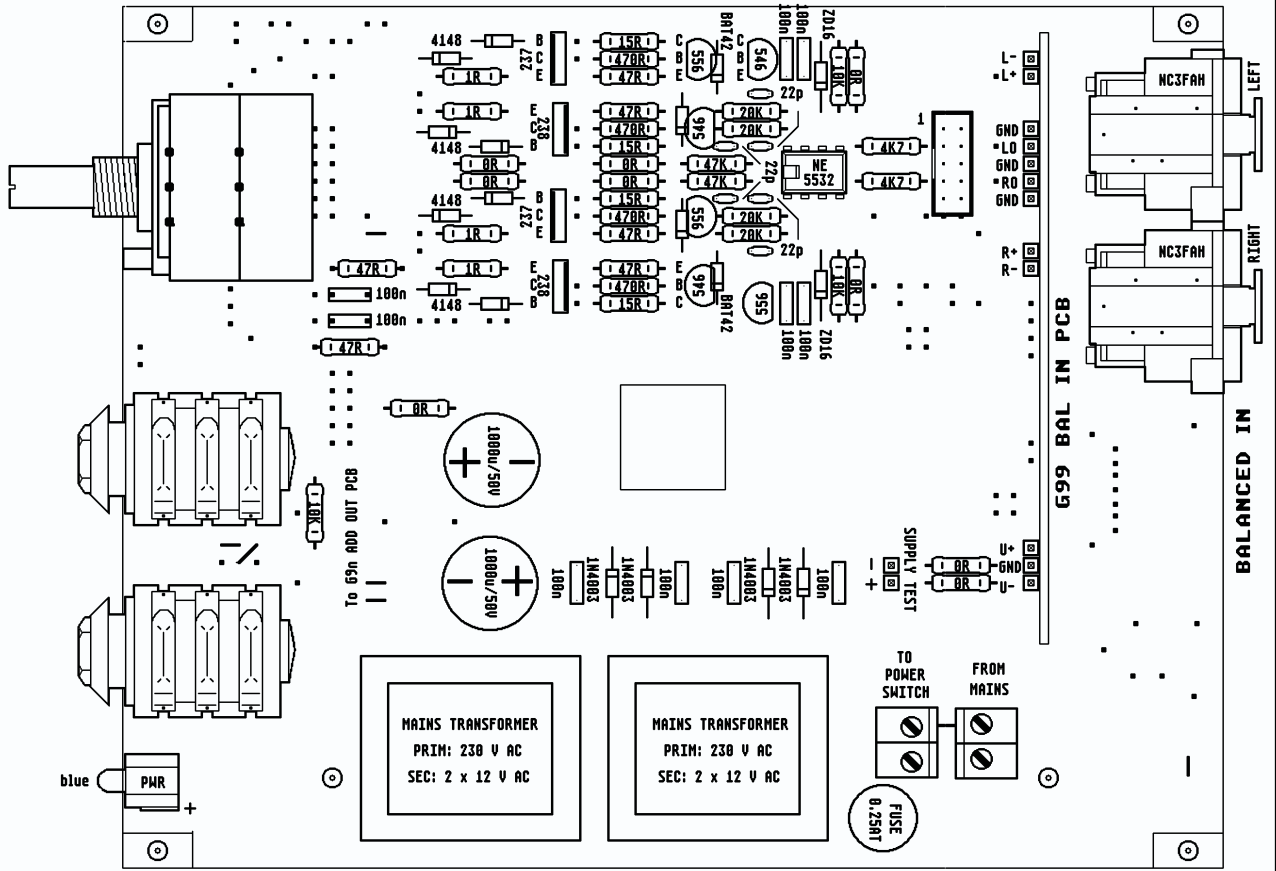 4148
B
C
E
237
15R
470R
47R
C
B
E
556
BAT42
C
B
E
546
100n
100n
ZD16
10K
0R
1R
22p
1R
E
C
B
238
47R
470R
15R
546
20K
20K
4148
0R
0R
0R
0R
47K
47K
22p
NE
5532
4K7
4K7
1
4148
B
C
E
237
15R
470R
47R
556
20K
20K
1R
22p
47R
1R
E
C
B
238
47R
470R
15R
E
B
C
546
BAT42
556
100n
100n
ZD16
10K
0R
4148
100n
100n
47R
L-
L+
GND
LO
GND
RO
GND
R+
R-
NC3FAH
LEFT
NC3FAH
RIGHT
G99 BAL IN PCB
BALANCED IN
0R
1000u/50V
+ -
10K
To G9n ADD OUT PCB
1000u/50V
- +
100n
1N4003
1N4003
100n
100n
1N4003
1N4003
100n
-
+
SUPPLY TEST
0R
0R
U+
GND
U-
TO
POWER
SWITCH
FROM
MAINS
MAINS TRANSFORMER
PRIM: 230 V AC
SEC: 2 x 12 V AC
MAINS TRANSFORMER
PRIM: 230 V AC
SEC: 2 x 12 V AC
blue
PWR
+
FUSE
0.25AT